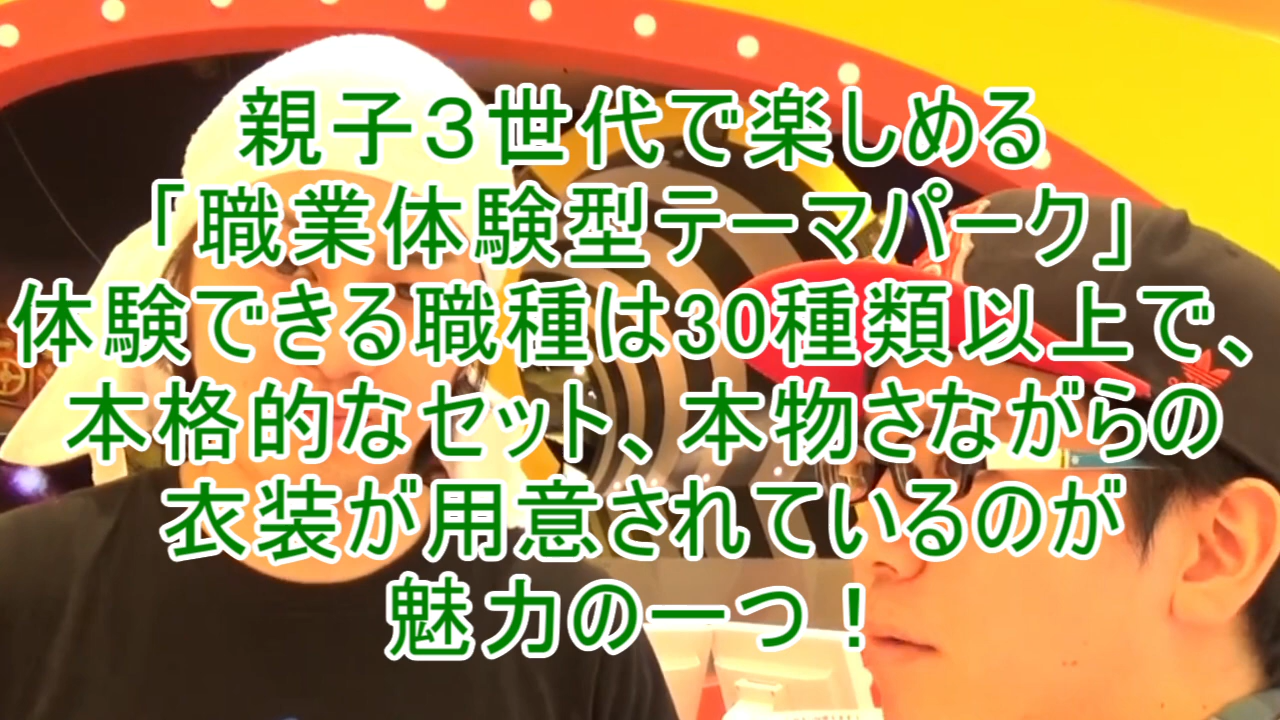 親子３世代で楽しめる
「職業体験型テーマパーク」
体験できる職種は30種類以上で、
本格的なセット、本物さながらの
衣装が用意されているのが
魅力の一つ！